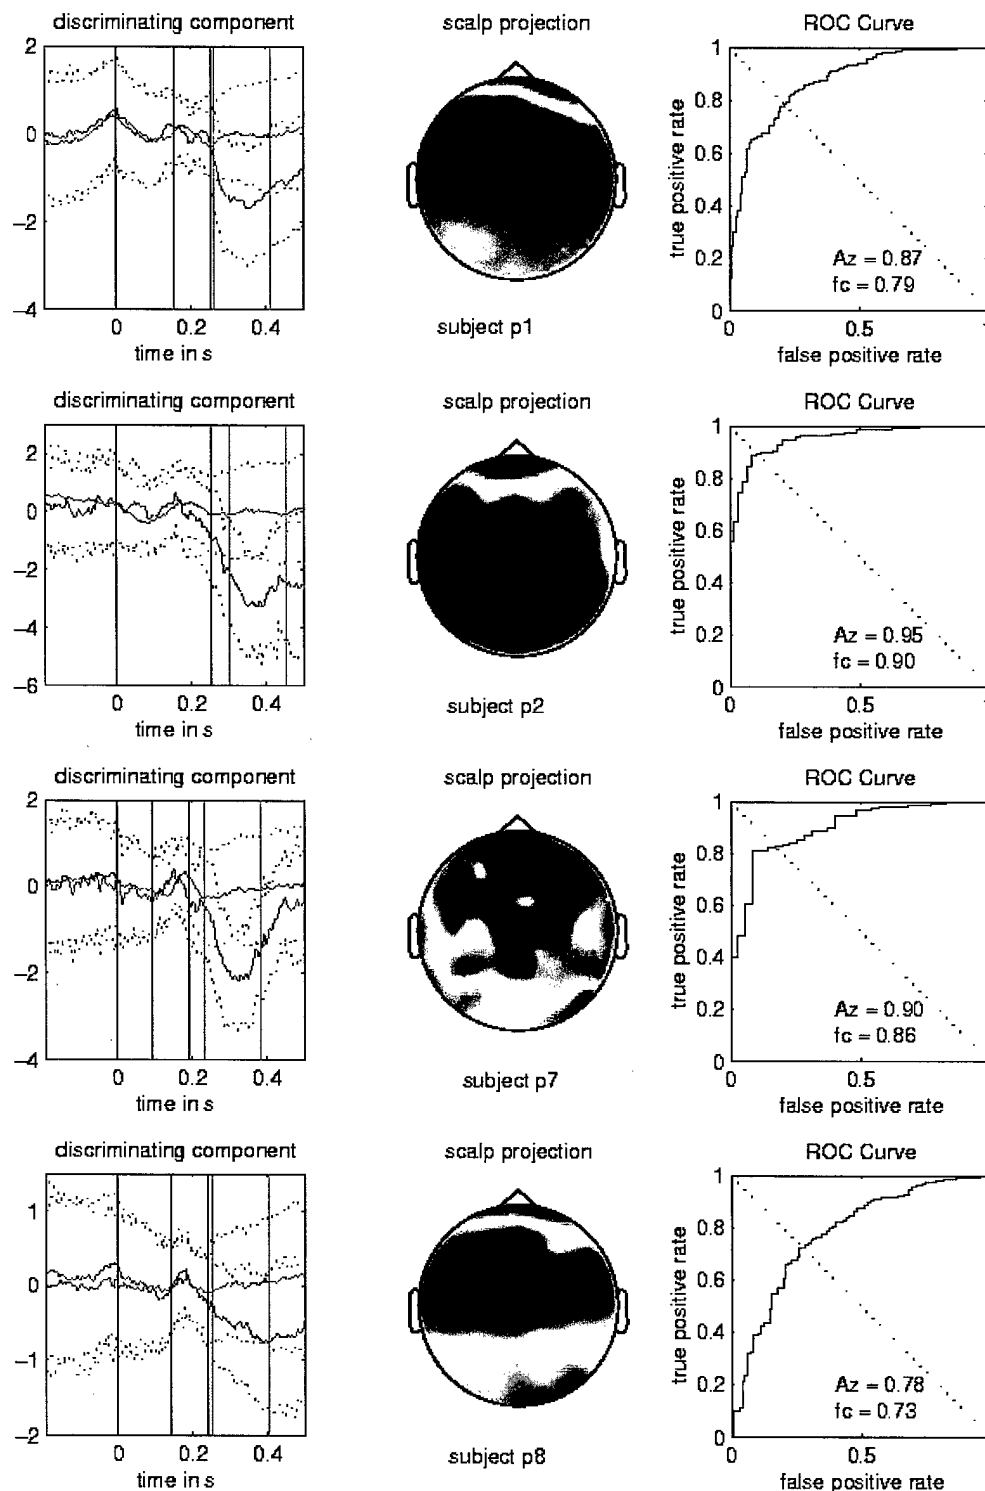 discriminating component scalp projection ROC Curve
2
0
−2
−4
0 0.2 0.4
time in s
subject p1
true positive rate
1
0.8
0.6
0.4
0.2
0
Az = 0.87
fc = 0.79
0 0.5 1
false positive rate
discriminating component scalp projection ROC Curve
2
0
−2
−4
−6
0 0.2 0.4
time in s
subject p2
true positive rate
1
0.8
0.6
0.4
0.2
0
Az = 0.95
fc = 0.90
0 0.5 1
false positive rate
discriminating component scalp projection ROC Curve
2
0
−2
−4
0 0.2 0.4
time in s
subject p7
true positive rate
1
0.8
0.6
0.4
0.2
0
Az = 0.90
fc = 0.86
0 0.5 1
false positive rate
discriminating component scalp projection ROC Curve
1
0
−1
−2
0 0.2 0.4
time in s
subject p8
true positive rate
1
0.8
0.6
0.4
0.2
0
Az = 0.78
fc = 0.73
0 0.5 1
false positive rate